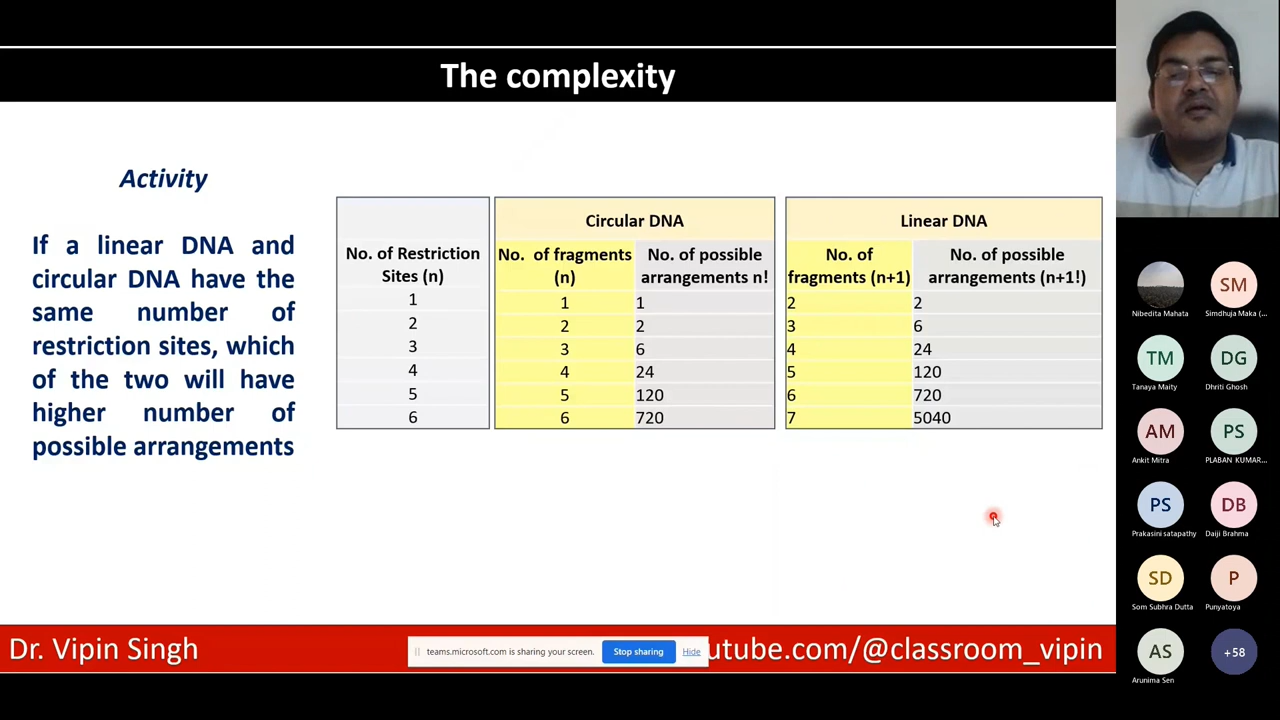 The complexity
Activity
If a linear DNA and
circular DNA have the
same number of
restriction sites, which
of the two will have
higher number of
possible arrangements
No. of Restriction
Sites (n)
1
2
3
4
5
6
Circular DNA
No. of fragments
(n)
No. of possible
arrangements n!
1 1
2 2
3 6
4 24
5 120
6 720
Linear DNA
No. of
fragments (n+1)
No. of possible
arrangements (n+1!)
2 2
3 6
4 24
5 120
6 720
7 5040
Dr. Vipin Singh
teams.microsoft.com is sharing your screen.
Stop sharing
Hide
utube.com/@classroom_vipin
Nibedita Mahata
SM
Simdhuja Maka (...
TM
Tanaya Maity
DG
Dhriti Ghosh
AM
Ankit Mitra
PS
PLABAN KUMAR...
PS
Prakasini satapathy
DB
Daiji Brahma
SD
Som Subhra Dutta
P
Punyatoya
AS
Arunima Sen
+58